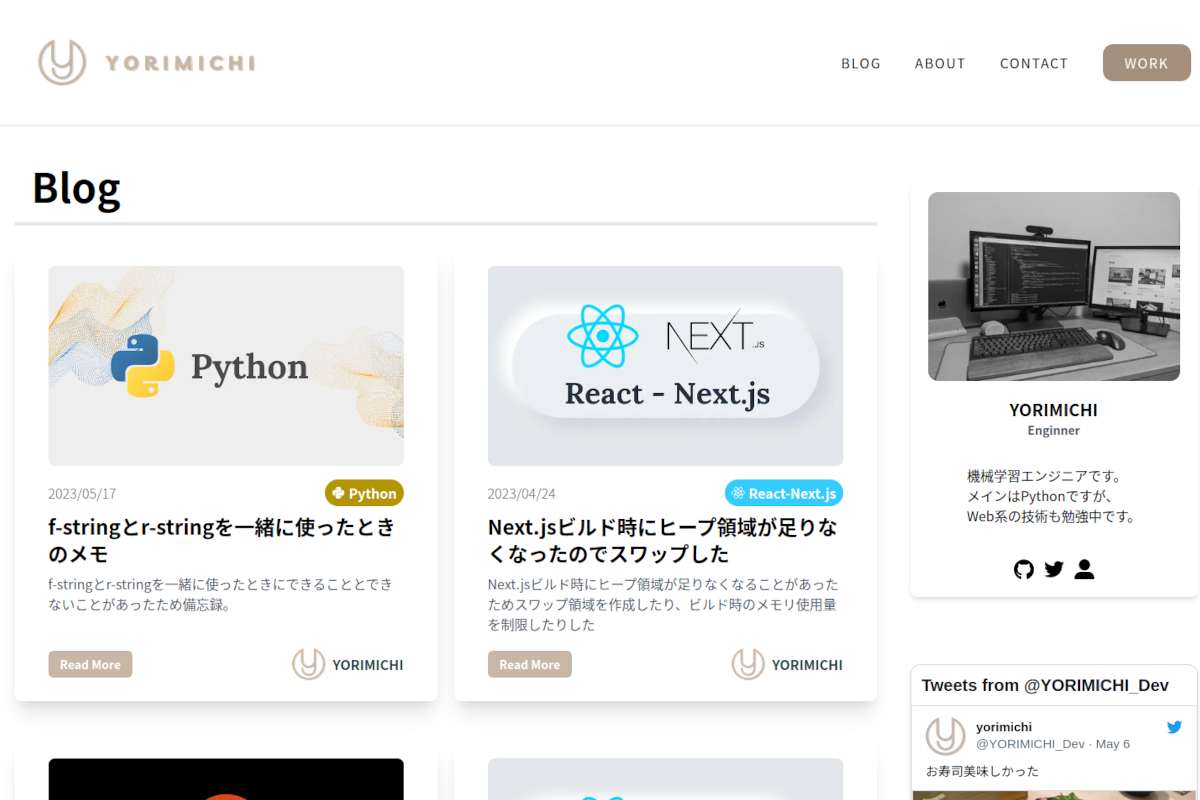 YORIMICHI
BLOG
ABOUT
CONTACT
WORK
Blog
Python
2023/05/17
Python
f-stringとr-stringを一緒に使ったとき
のメモ
f-stringとr-stringを一緒に使ったときにできることとでき
ないことがあったため備忘録。
Read More
YORIMICHI
NEXT.JS
React - Next.js
2023/04/24
React-Next.js
Next.jsビルド時にヒープ領域が足りな
くなったのでスワップした
Next.jsビルド時にヒープ領域が足りなくなることがあった
ためスワップ領域を作成したり、ビルド時のメモリ使用量
を制限したりした
Read More
YORIMICHI
YORIMICHI
Enginner
機械学習エンジニアです。
メインはPythonですが、
Web系の技術も勉強中です。
Tweets from @YORIMICHI_Dev
yorimichi
@YORIMICHI_Dev · May 6
お寿司美味しかった